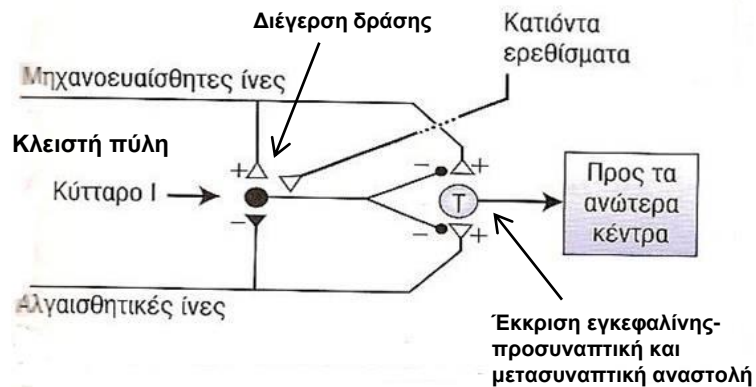 Διέγερση δράσης
Κατιόντα
ερεθίσματα
Μηχανοευαίσθητες ίνες
Κλειστή πύλη
+
Κύτταρο Ι
−
− +
Τ
− +
Προς τα
ανώτερα
κέντρα
Αλγαισθητικές ίνες
Έκκριση εγκεφαλίνης-
προσυναπτική και
μετασυναπτική αναστολή